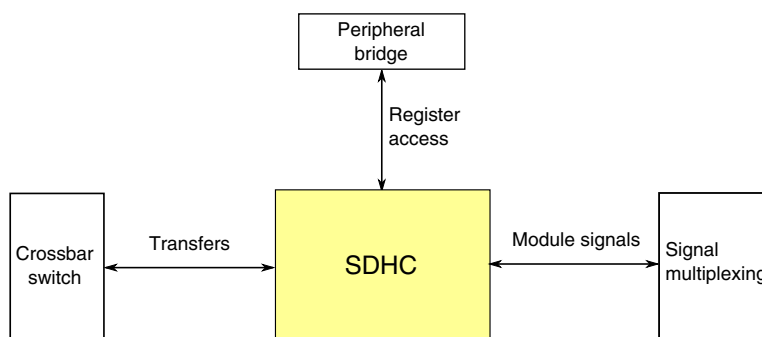 Peripheral
bridge
Register
access
Crossbar
switch
Transfers
SDHC
Module signals
Signal
multiplexing